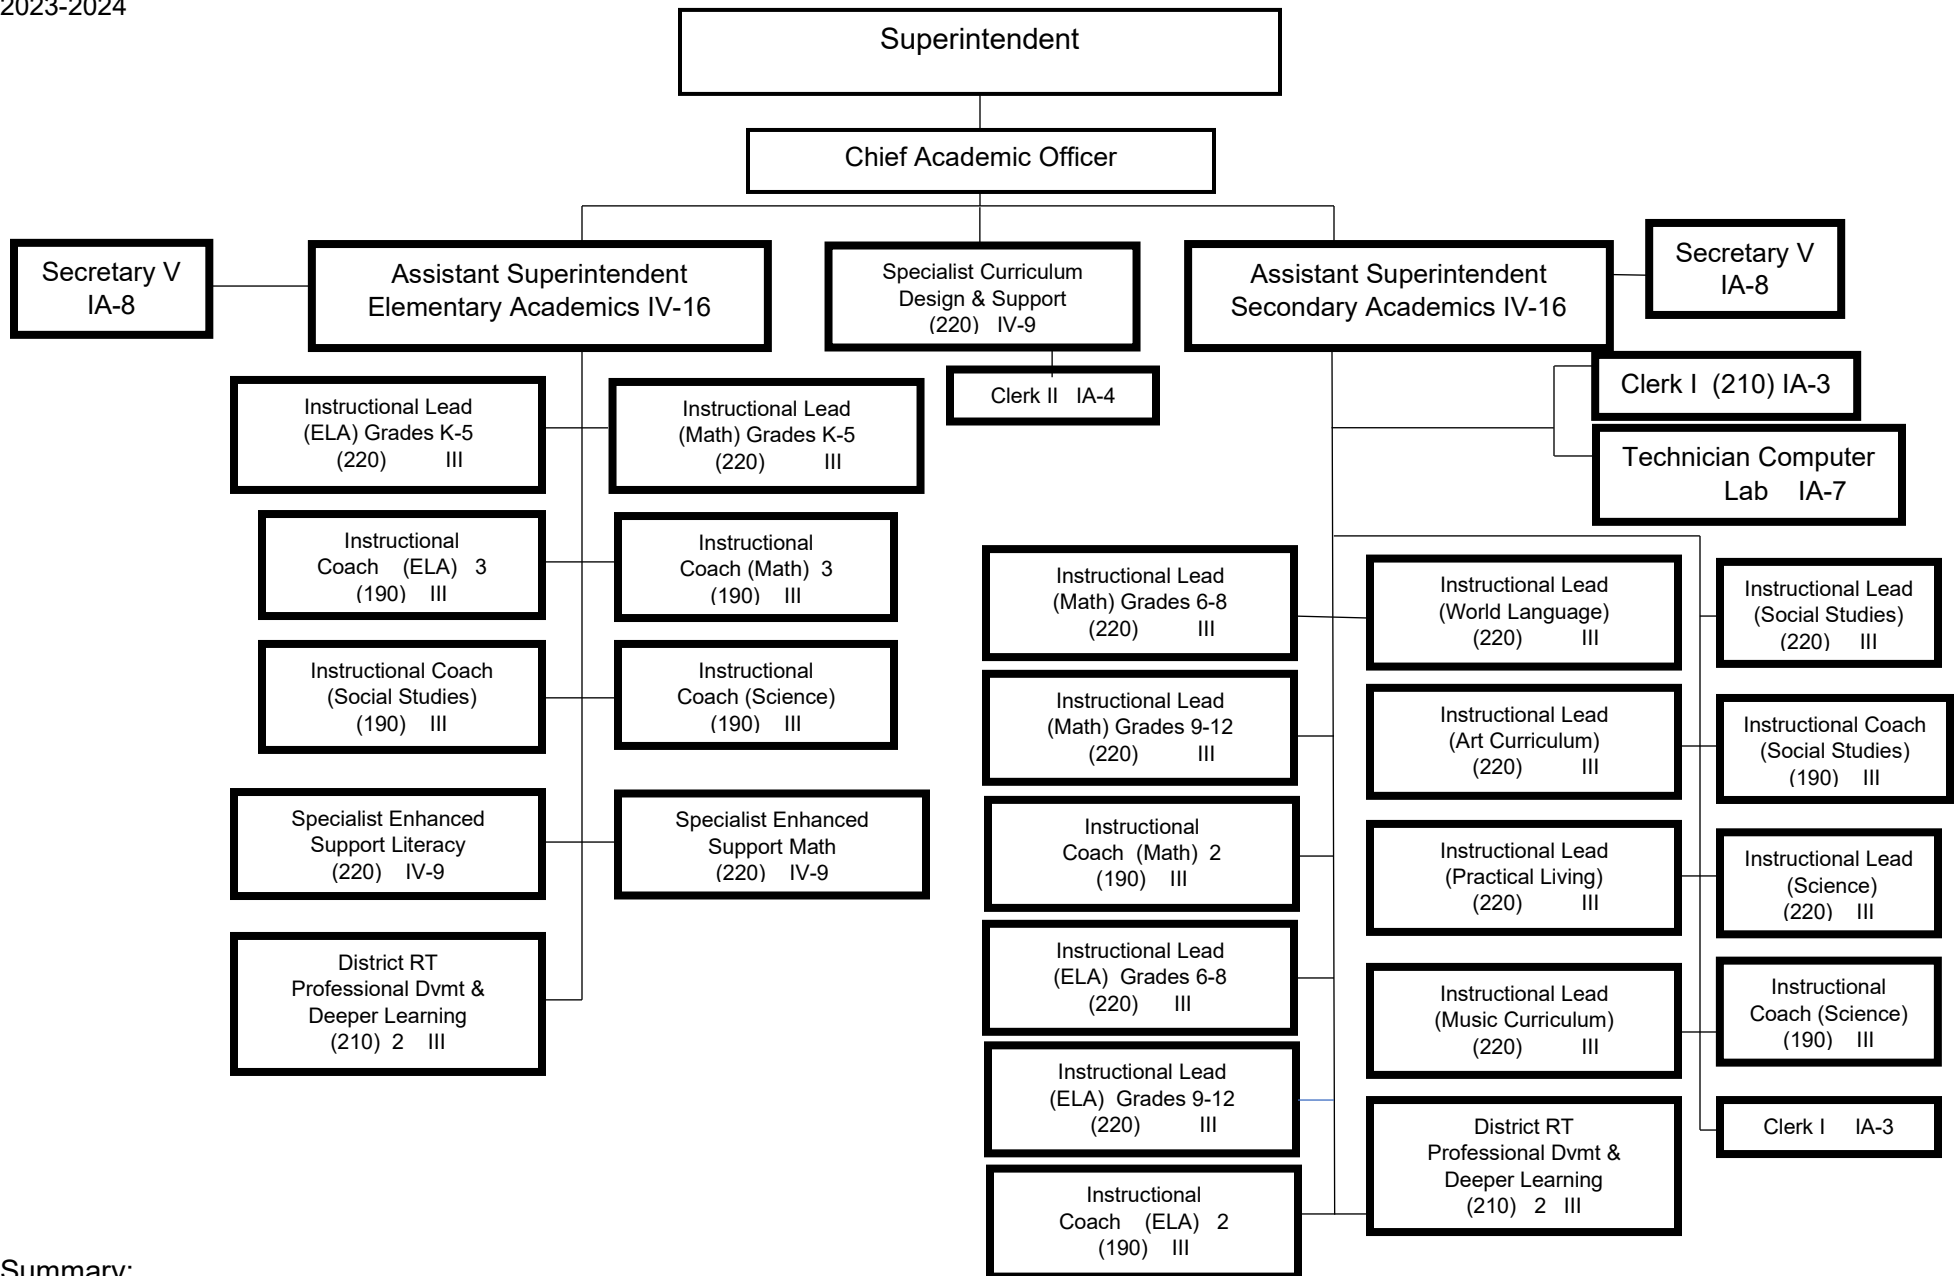 2023-2024
Superintendent
Chief Academic Officer
Secretary V
IA-8
Assistant Superintendent
Elementary Academics IV-16
Specialist Curriculum
Design & Support
(220) IV-9
Assistant Superintendent
Secondary Academics IV-16
Secretary V
IA-8
Clerk II IA-4
Clerk I (210) IA-3
Technician Computer
Lab IA-7
Instructional Lead
(ELA) Grades K-5
(220) III
Instructional Lead
(Math) Grades K-5
(220) III
Instructional
Coach (ELA) 3
(190) III
Instructional
Coach (Math) 3
(190) III
Instructional Coach
(Social Studies)
(190) III
Instructional
Coach (Science)
(190) III
Specialist Enhanced
Support Literacy
(220) IV-9
Specialist Enhanced
Support Math
(220) IV-9
District RT
Professional Dvmt &
Deeper Learning
(210) 2 III
Instructional Lead
(Math) Grades 6-8
(220) III
Instructional Lead
(Math) Grades 9-12
(220) III
Instructional
Coach (Math) 2
(190) III
Instructional Lead
(ELA) Grades 6-8
(220) III
Instructional Lead
(ELA) Grades 9-12
(220) III
Instructional
Coach (ELA) 2
(190) III
Instructional Lead
(World Language)
(220) III
Instructional Lead
(Art Curriculum)
(220) III
Instructional Lead
(Practical Living)
(220) III
Instructional Lead
(Music Curriculum)
(220) III
District RT
Professional Dvmt &
Deeper Learning
(210) 2 III
Instructional Lead
(Social Studies)
(220) III
Instructional Coach
(Social Studies)
(190) III
Instructional Lead
(Science)
(220) III
Instructional
Coach (Science)
(190) III
Clerk I IA-3
Summary: